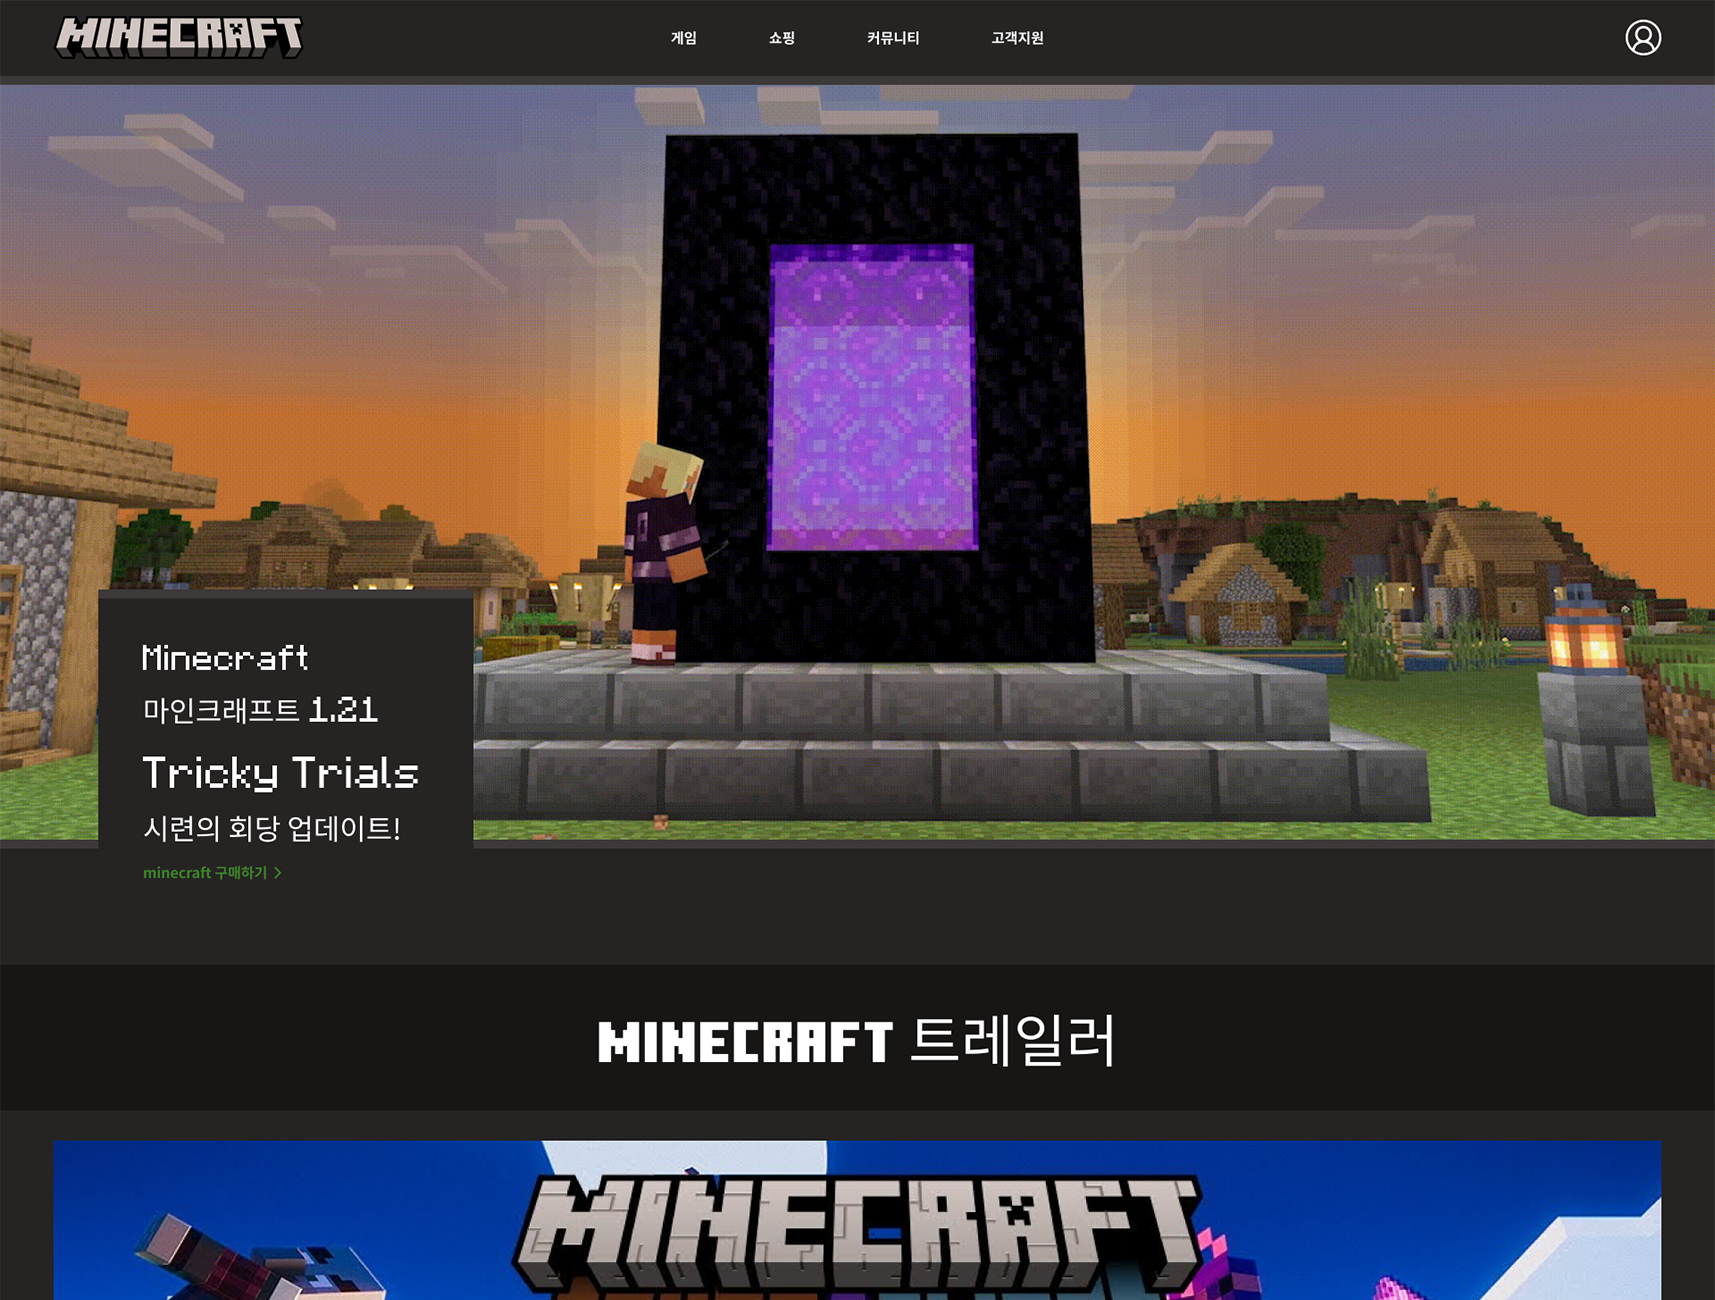 MINECRAFT
게임 쇼핑 커뮤니티 고객지원
Minecraft
마인크래프트 1.21
Tricky Trials
시련의 회당 업데이트!
minecraft 구매하기 >
MINECRAFT 트레일러
MINECRAFT